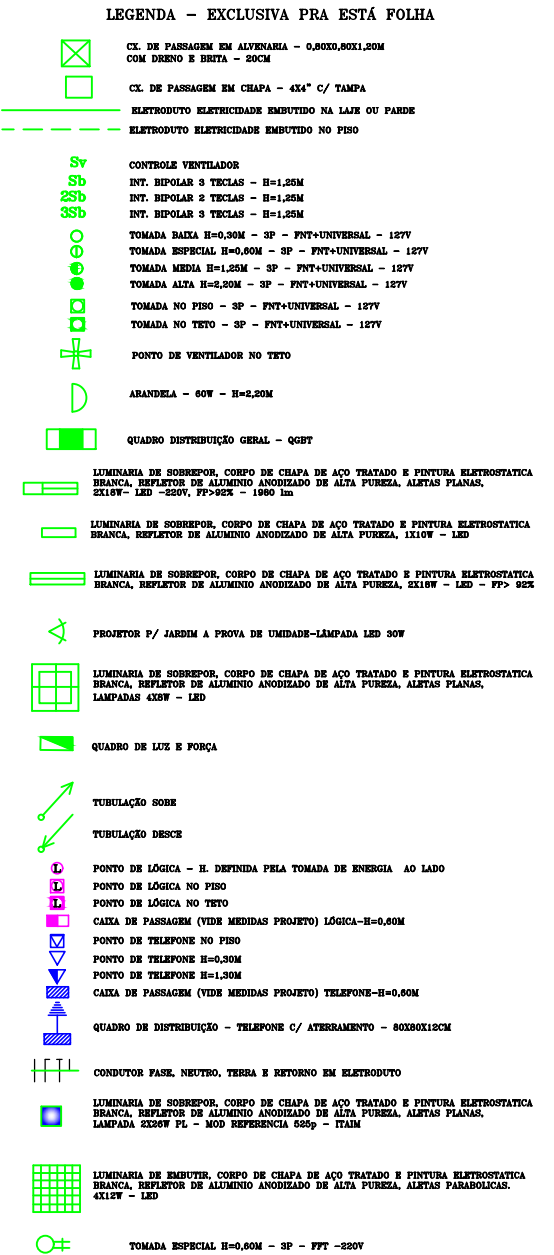 LEGENDA - EXCLUSIVA PRA ESTÁ FOLHA
CX. DE PASSAGEM EM ALVENARIA - 0,80X0,80X1,20M
COM DRENO E BRITA - 20CM
CX. DE PASSAGEM EM CHAPA - 4X4" C/ TAMPA
ELETRODUTO ELETRICIDADE EMBUTIDO NA LAJE OU PARDE
ELETRODUTO ELETRICIDADE EMBUTIDO NO PISO
Sv CONTROLE VENTILADOR
Sb INT. BIPOLAR 3 TECLAS - H=1,25M
2Sb INT. BIPOLAR 2 TECLAS - H=1,25M
3Sb INT. BIPOLAR 3 TECLAS - H=1,25M
TOMADA BAIXA H=0,30M - 3P - FNT+UNIVERSAL - 127V
TOMADA ESPECIAL H=0,60M - 3P - FNT+UNIVERSAL - 127V
TOMADA MEDIA H=1,25M - 3P - FNT+UNIVERSAL - 127V
TOMADA ALTA H=2,20M - 3P - FNT+UNIVERSAL - 127V
TOMADA NO PISO - 3P - FNT+UNIVERSAL - 127V
TOMADA NO TETO - 3P - FNT+UNIVERSAL - 127V
PONTO DE VENTILADOR NO TETO
ARANDELA - 60W - H=2,20M
QUADRO DISTRIBUIÇÃO GERAL - QGBT
LUMINARIA DE SOBREPOR, CORPO DE CHAPA DE AÇO TRATADO E PINTURA ELETROSTATICA
BRANCA, REFLETOR DE ALUMINIO ANODIZADO DE ALTA PUREZA, ALETAS PLANAS,
2X18W- LED -220V, FP>92% - 1980 lm
LUMINARIA DE SOBREPOR, CORPO DE CHAPA DE AÇO TRATADO E PINTURA ELETROSTATICA
BRANCA, REFLETOR DE ALUMINIO ANODIZADO DE ALTA PUREZA, 1X10W - LED
LUMINARIA DE SOBREPOR, CORPO DE CHAPA DE AÇO TRATADO E PINTURA ELETROSTATICA
BRANCA, REFLETOR DE ALUMINIO ANODIZADO DE ALTA PUREZA, 2X18W - LED - FP> 92%
PROJETOR P/ JARDIM A PROVA DE UMIDADE-LÂMPADA LED 30W
LUMINARIA DE SOBREPOR, CORPO DE CHAPA DE AÇO TRATADO E PINTURA ELETROSTATICA
BRANCA, REFLETOR DE ALUMINIO ANODIZADO DE ALTA PUREZA, ALETAS PLANAS,
LAMPADAS 4X8W - LED
QUADRO DE LUZ E FORÇA
TUBULAÇÃO SOBE
TUBULAÇÃO DESCE
L PONTO DE LÓGICA - H. DEFINIDA PELA TOMADA DE ENERGIA AO LADO
L PONTO DE LÓGICA NO PISO
L PONTO DE LÓGICA NO TETO
CAIXA DE PASSAGEM (VIDE MEDIDAS PROJETO) LÓGICA-H=0,60M
PONTO DE TELEFONE NO PISO
PONTO DE TELEFONE H=0,30M
PONTO DE TELEFONE H=1,30M
CAIXA DE PASSAGEM (VIDE MEDIDAS PROJETO) TELEFONE-H=0,60M
QUADRO DE DISTRIBUIÇÃO - TELEFONE C/ ATERRAMENTO - 80X80X12CM
CONDUTOR FASE, NEUTRO, TERRA E RETORNO EM ELETRODUTO
LUMINARIA DE SOBREPOR, CORPO DE CHAPA DE AÇO TRATADO E PINTURA ELETROSTATICA
BRANCA, REFLETOR DE ALUMINIO ANODIZADO DE ALTA PUREZA, ALETAS PLANAS,
LAMPADA 2X26W PL - MOD REFERENCIA 525p - ITAIM
LUMINARIA DE EMBUTIR, CORPO DE CHAPA DE AÇO TRATADO E PINTURA ELETROSTATICA
BRANCA, REFLETOR DE ALUMINIO ANODIZADO DE ALTA PUREZA, ALETAS PARABOLICAS.
4X12W - LED
TOMADA ESPECIAL H=0,60M - 3P - FFT -220V